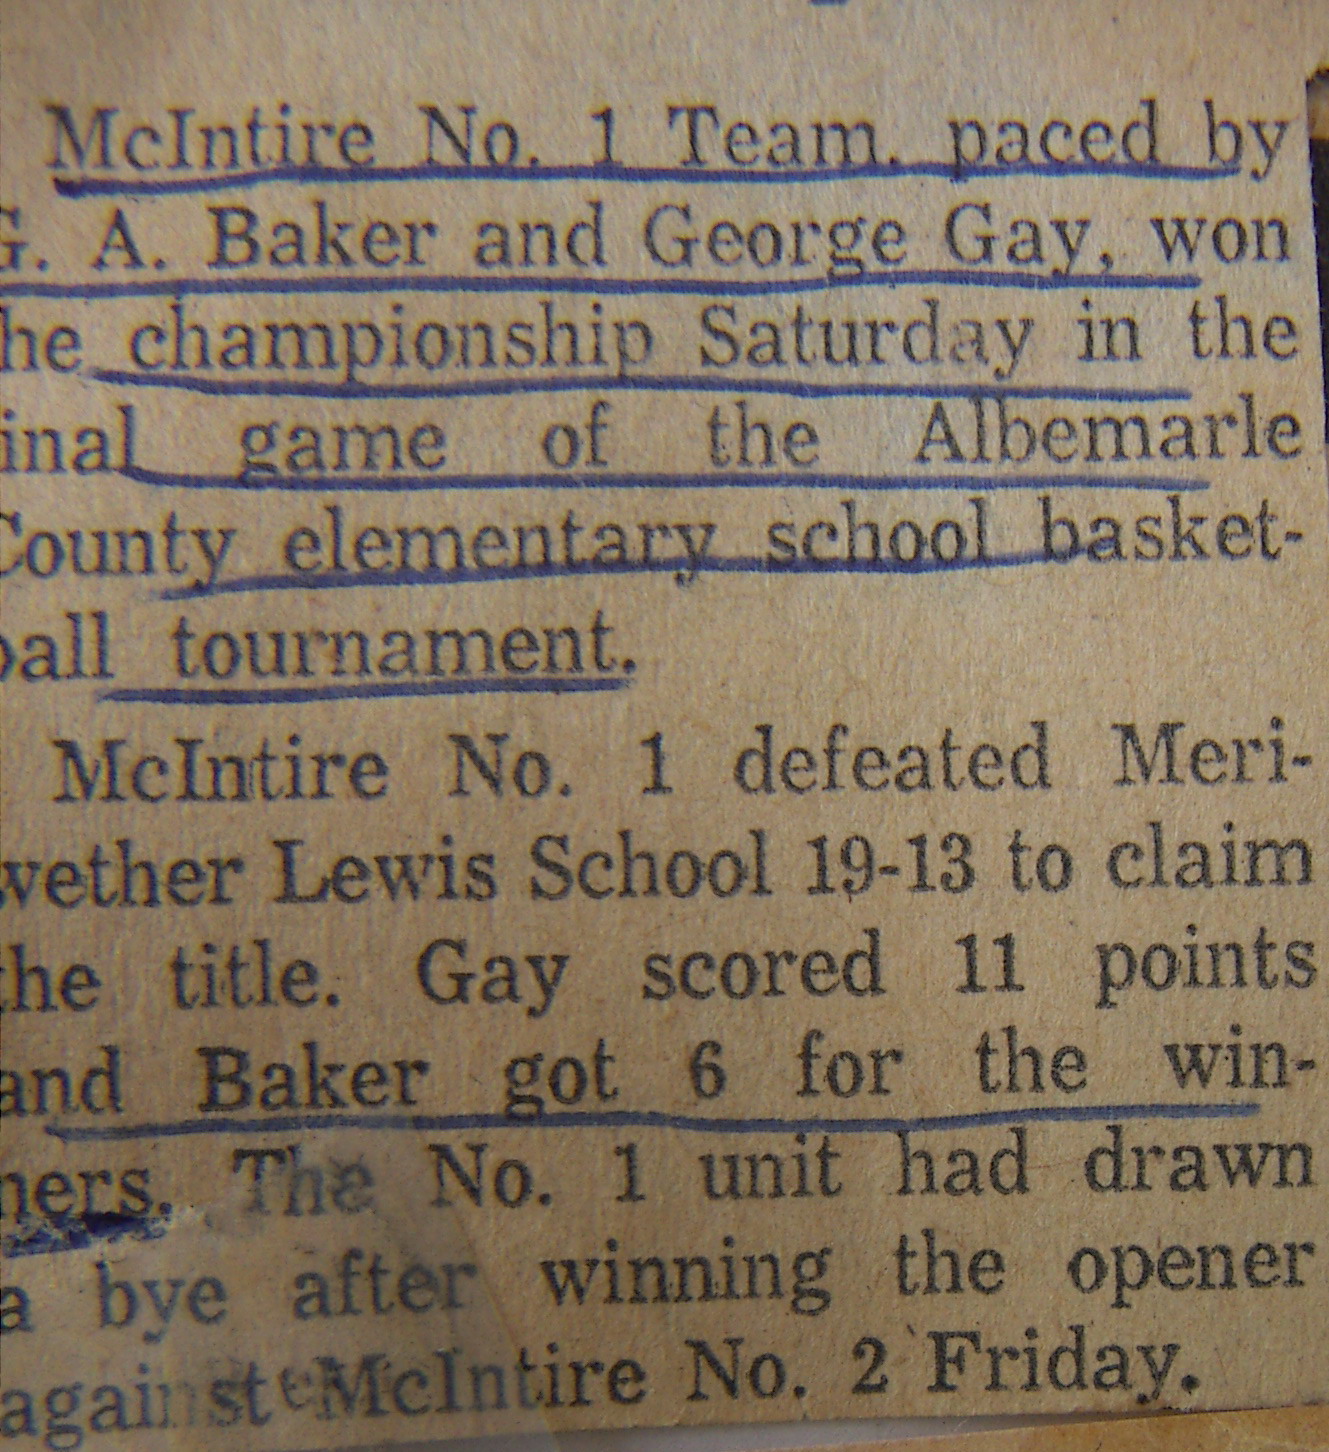 McIntire No. 1 Team, paced by
G. A. Baker and George Gay, won
he championship Saturday in the
inal game of the Albemarle
County elementary school basket-
ball tournament.
McIntire No. 1 defeated Meri-
wether Lewis School 19-13 to claim
the title. Gay scored 11 points
and Baker got 6 for the win-
ners. The No. 1 unit had drawn
a bye after winning the opener
against McIntire No. 2 Friday.